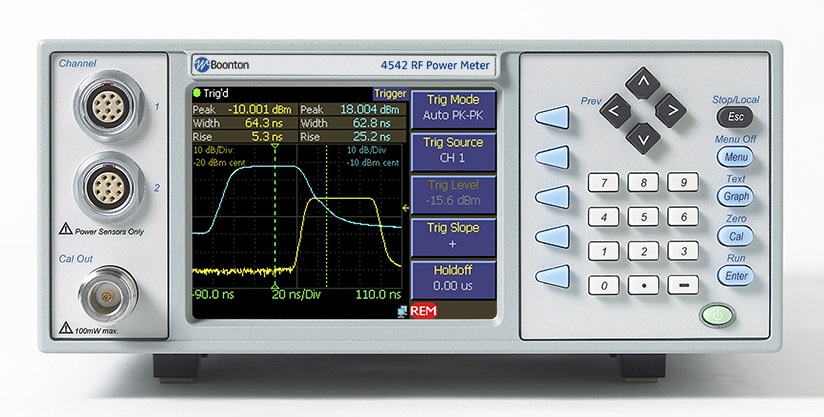 Channel
1
2
Power Sensors Only
Cal Out
100mW max.
Boonton
4542 RF Power Meter
Trig'd
Trigger
Peak -10.001 dBm Peak 18.004 dBm
Width 64.3 ns Width 62.8 ns
Rise 5.3 ns Rise 25.2 ns
10 dB/Div: 10 dB/Div:
-20 dBm cent -10 dBm cent
-90.0 ns 20 ns/Div 110.0 ns
REM
Trig Mode
Auto PK-PK
Trig Source
CH 1
Trig Level
-15.6 dBm
Trig Slope
+
Holdoff
0.00 us
Prev
Stop/Local
Esc
Menu Off
Menu
Text
Graph
Zero
Cal
Run
Enter
7 8 9
4 5 6
1 2 3
0 • -